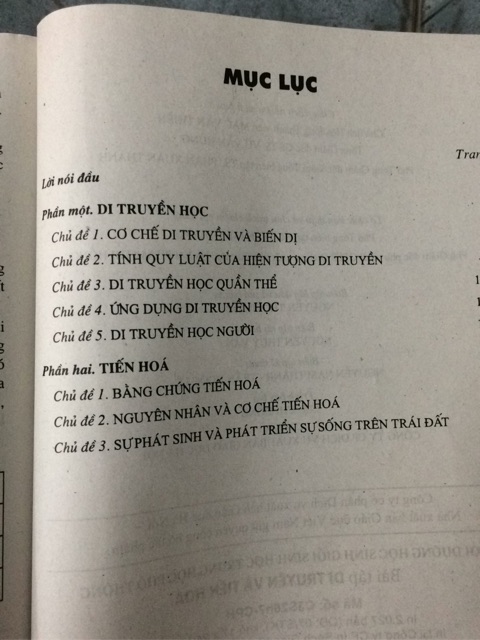 MỤC LỤC
Tran
Lời nói đầu
Phần một. DI TRUYỀN HỌC
Chủ đề 1. CƠ CHẾ DI TRUYỀN VÀ BIẾN DỊ
Chủ đề 2. TÍNH QUY LUẬT CỦA HIỆN TƯỢNG DI TRUYỀN
Chủ đề 3. DI TRUYỀN HỌC QUẦN THỂ
Chủ đề 4. ỨNG DỤNG DI TRUYỀN HỌC
Chủ đề 5. DI TRUYỀN HỌC NGƯỜI
Phần hai. TIẾN HOÁ
Chủ đề 1. BẰNG CHỨNG TIẾN HOÁ
Chủ đề 2. NGUYÊN NHÂN VÀ CƠ CHẾ TIẾN HOÁ
Chủ đề 3. SỰ PHÁT SINH VÀ PHÁT TRIỂN SỰ SỐNG TRÊN TRÁI ĐẤT